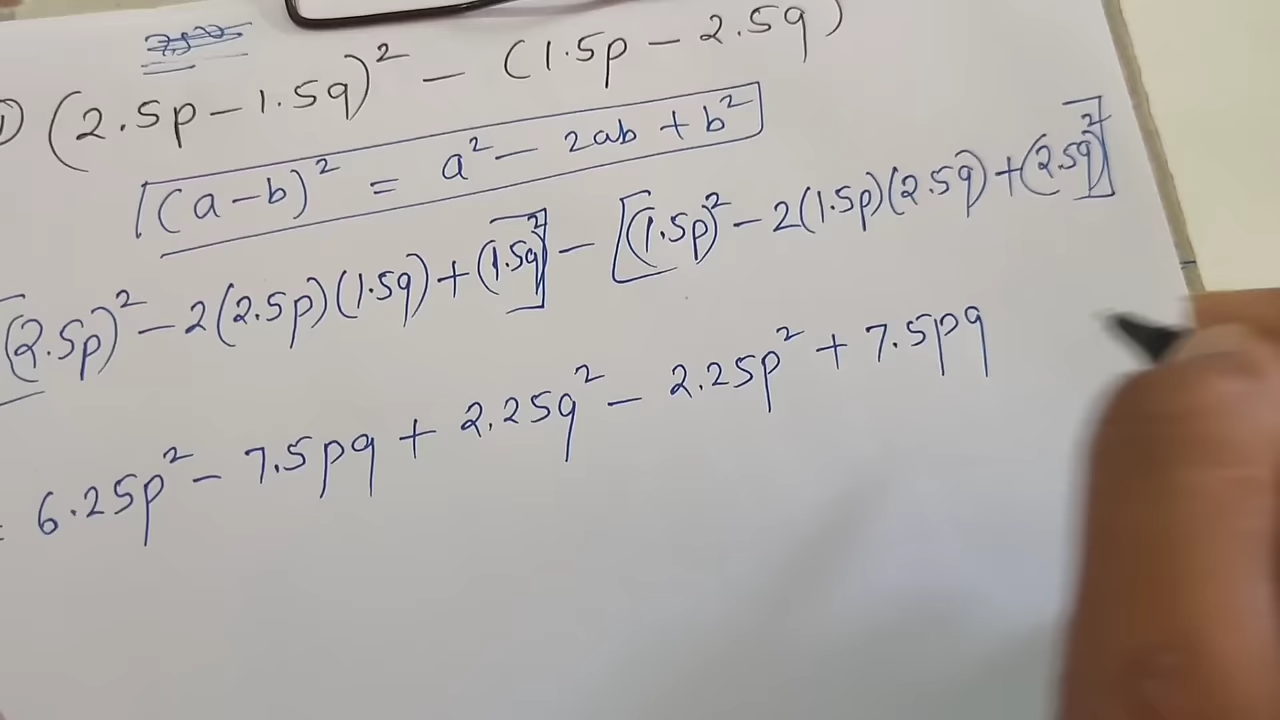 1) (2.5p - 1.5q)² - (1.5p - 2.5q)
(a-b)² = a² - 2ab + b²
[(2.5p)² - 2(2.5p)(1.5q) + (1.5q)²] - [(1.5p)² - 2(1.5p)(2.5q) + (2.5q)²]
= 6.25p² - 7.5pq + 2.25q² - 2.25p² + 7.5pq